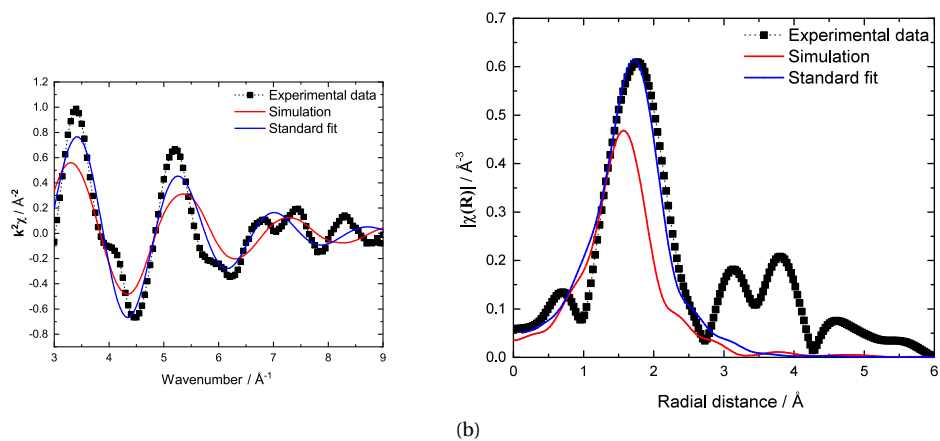 1.2
1.0
0.8
0.6
0.4
0.2
0.0
-0.2
-0.4
-0.6
-0.8
k²χ / Å⁻²
Experimental data
Simulation
Standard fit
3 4 5 6 7 8 9
Wavenumber / Å⁻¹
0.7
0.6
0.5
0.4
0.3
0.2
0.1
0.0
|χ(R)| / Å⁻³
Experimental data
Simulation
Standard fit
0 1 2 3 4 5 6
Radial distance / Å
(b)